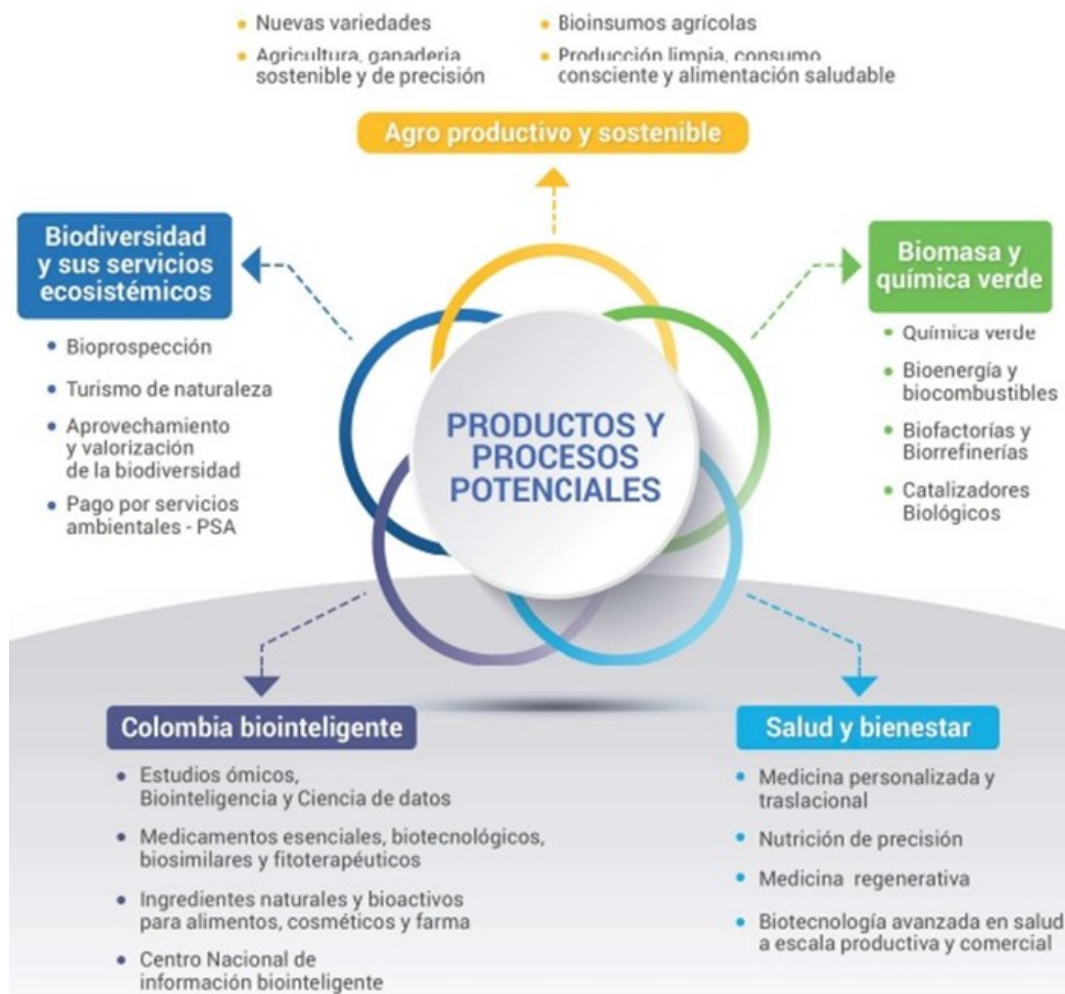 Nuevas variedades
Agricultura, ganaderia
sostenible y de precisión
Bioinsumos agrícolas
Producción limpia, consumo
consciente y alimentación saludable
Agro productivo y sostenible
Biodiversidad
y sus servicios
ecosistémicos
Bioprospección
Turismo de naturaleza
Aprovechamiento
y valorización
de la biodiversidad
Pago por servicios
ambientales - PSA
PRODUCTOS Y
PROCESOS
POTENCIALES
Biomasa y
química verde
Química verde
Bioenergía y
biocombustibles
Biofactorías y
Biorrefinerías
Catalizadores
Biológicos
Colombia biointeligente
Estudios ómicos,
Biointeligencia y Ciencia de datos
Medicamentos esenciales, biotecnológicos,
biosimilares y fitoterapéuticos
Ingredientes naturales y bioactivos
para alimentos, cosméticos y farma
Centro Nacional de
información biointeligente
Salud y bienestar
Medicina personalizada y
traslacional
Nutrición de precisión
Medicina regenerativa
Biotecnología avanzada en salud
a escala productiva y comercial